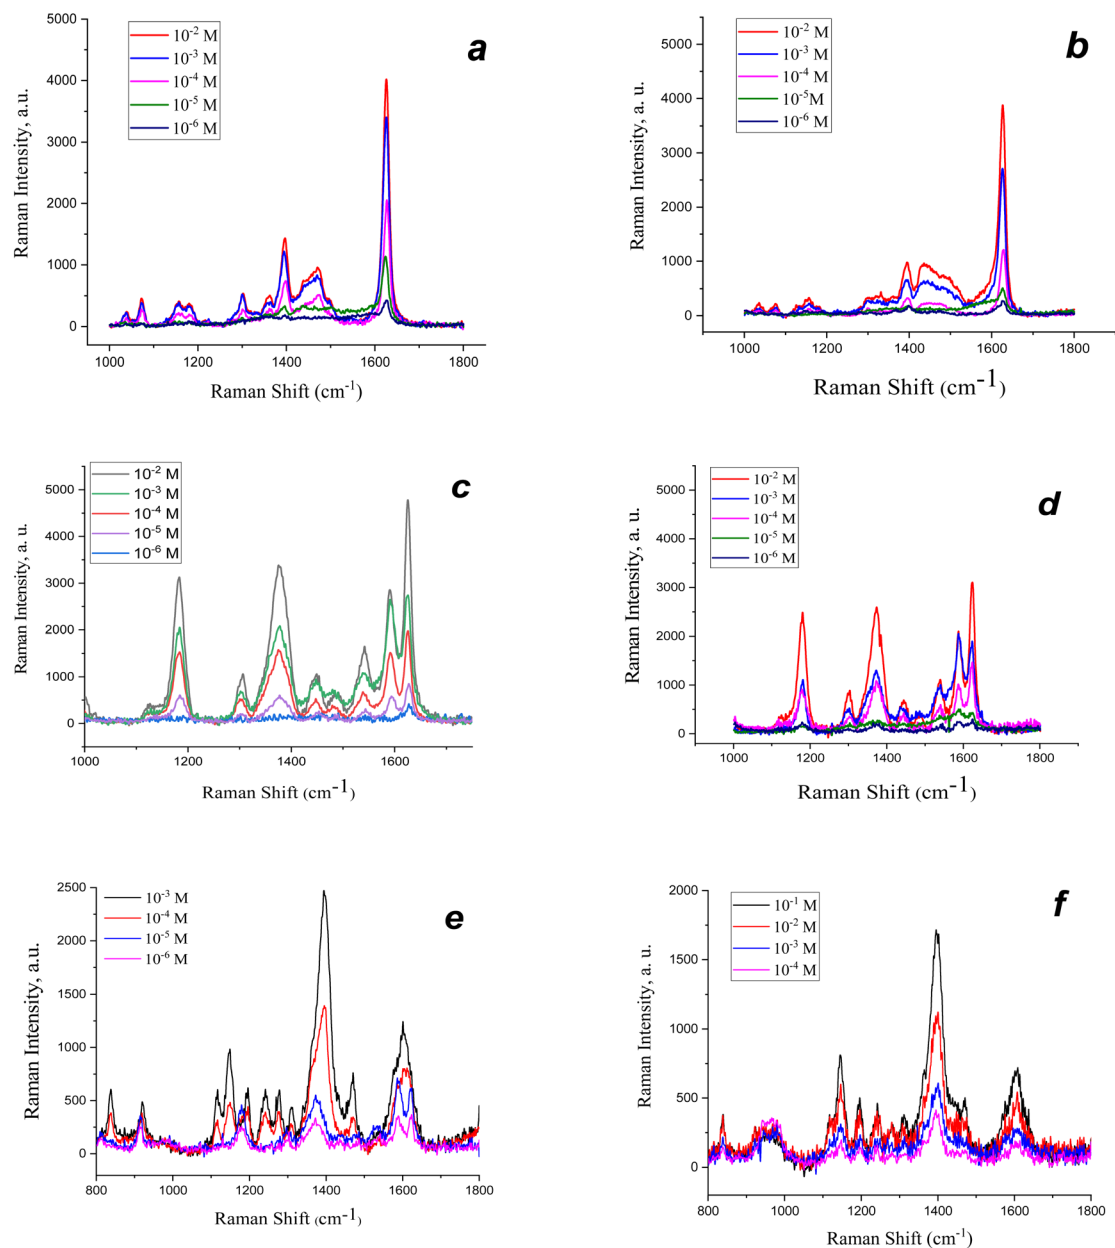 a
10⁻² M
10⁻³ M
10⁻⁴ M
10⁻⁵ M
10⁻⁶ M
5000
4000
3000
2000
1000
0
Raman Intensity, a.u.
1000 1200 1400 1600 1800
Raman Shift (cm⁻¹)
b
10⁻² M
10⁻³ M
10⁻⁴ M
10⁻⁵M
10⁻⁶ M
5000
4000
3000
2000
1000
0
Raman Intensity, a. u.
1000 1200 1400 1600 1800
Raman Shift (cm⁻¹)
c
10⁻² M
10⁻³ M
10⁻⁴ M
10⁻⁵ M
10⁻⁶ M
5000
4000
3000
2000
1000
0
Raman Intensity, a. u.
1000 1200 1400 1600
Raman Shift (cm⁻¹)
d
10⁻² M
10⁻³ M
10⁻⁴ M
10⁻⁵ M
10⁻⁶ M
5000
4000
3000
2000
1000
0
Raman Intensity, a. u.
1000 1200 1400 1600 1800
Raman Shift (cm⁻¹)
e
10⁻³ M
10⁻⁴ M
10⁻⁵ M
10⁻⁶ M
2500
2000
1500
1000
500
0
Raman Intensity, a.u.
800 1000 1200 1400 1600 1800
Raman Shift (cm⁻¹)
f
10⁻¹ M
10⁻² M
10⁻³ M
10⁻⁴ M
2000
1500
1000
500
0
Raman Intensity, a. u.
800 1000 1200 1400 1600 1800
Raman Shift (cm⁻¹)